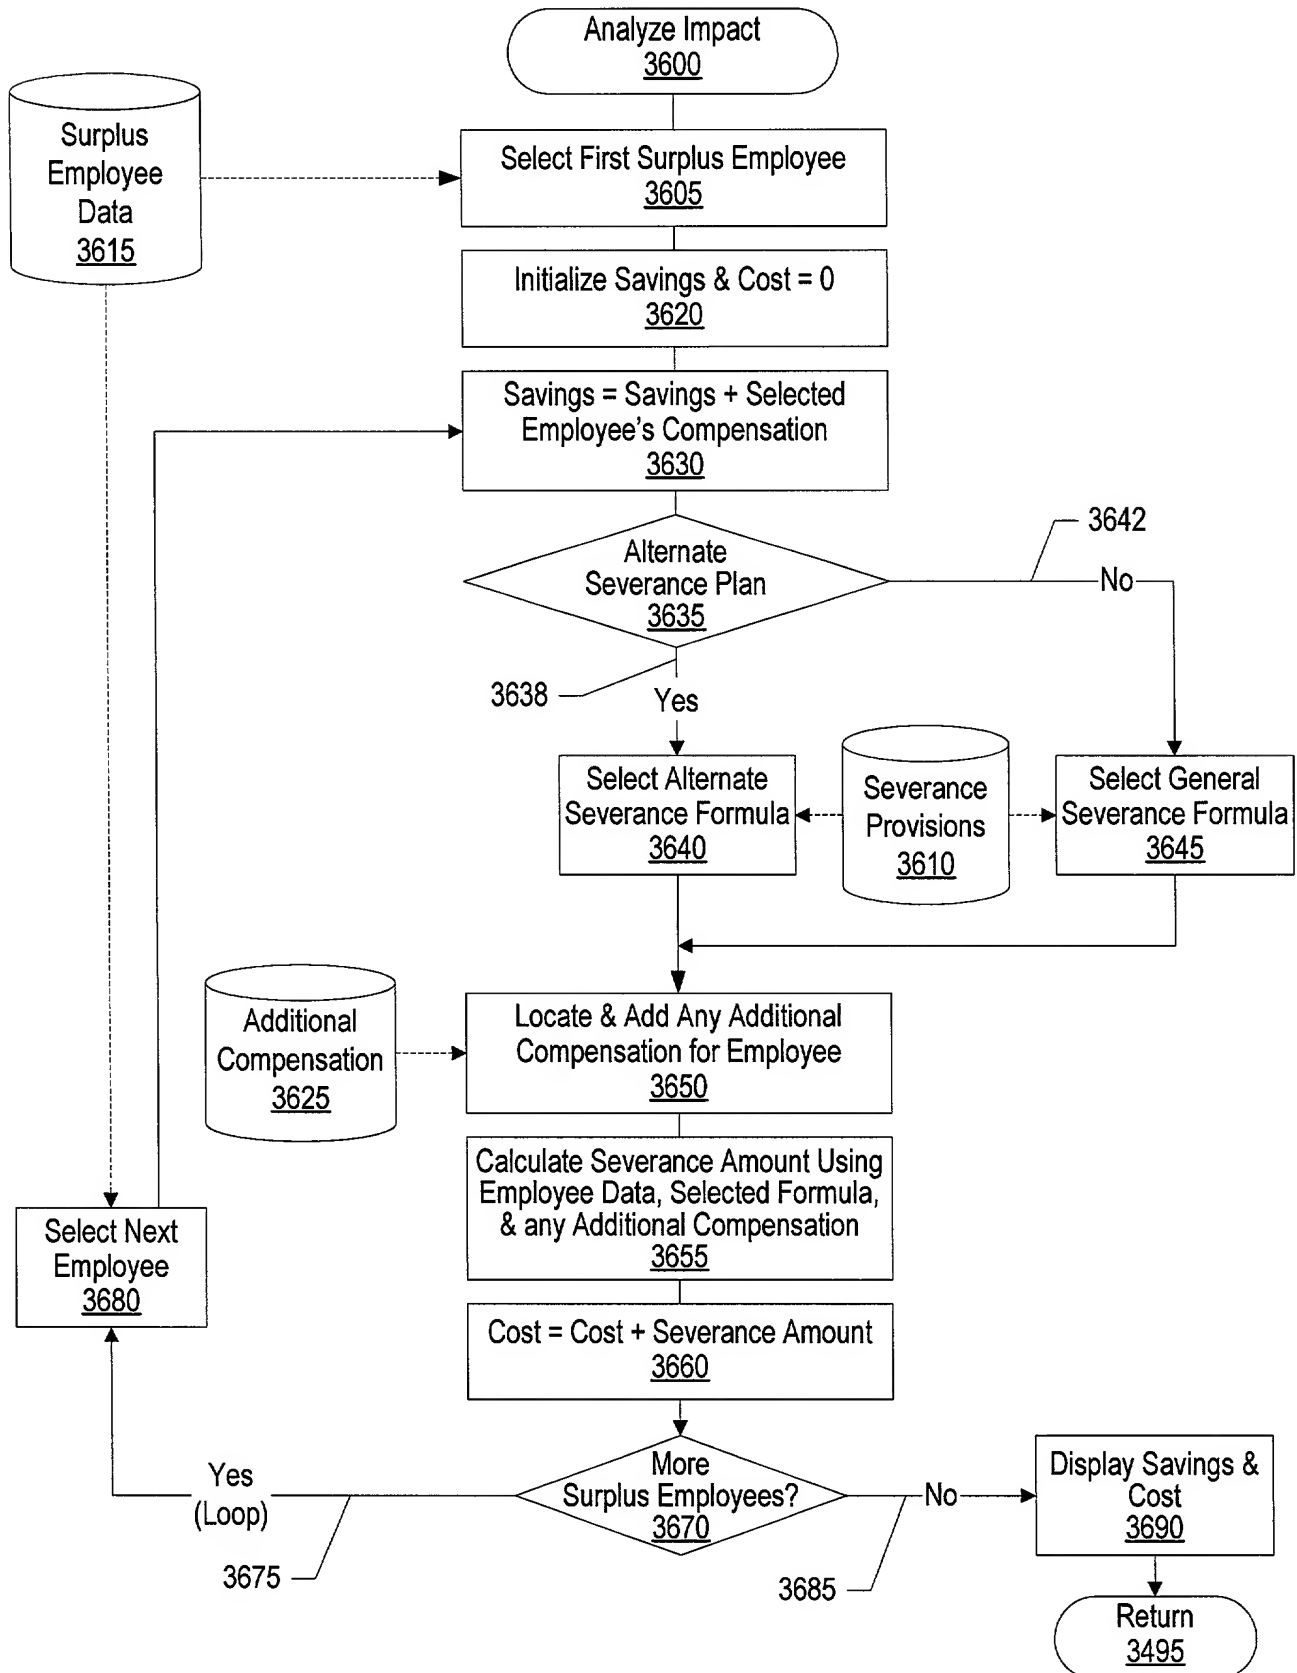 Analyze Impact
3600
Surplus
Employee
Data
3615
Select First Surplus Employee
3605
Initialize Savings & Cost = 0
3620
Savings = Savings + Selected
Employee's Compensation
3630
Alternate
Severance Plan
3635
3642
No
3638
Yes
Select Alternate
Severance Formula
3640
Severance
Provisions
3610
Select General
Severance Formula
3645
Additional
Compensation
3625
Locate & Add Any Additional
Compensation for Employee
3650
Calculate Severance Amount Using
Employee Data, Selected Formula,
& any Additional Compensation
3655
Select Next
Employee
3680
Cost = Cost + Severance Amount
3660
More
Surplus Employees?
3670
Yes
(Loop)
3675
No
3685
Display Savings &
Cost
3690
Return
3495